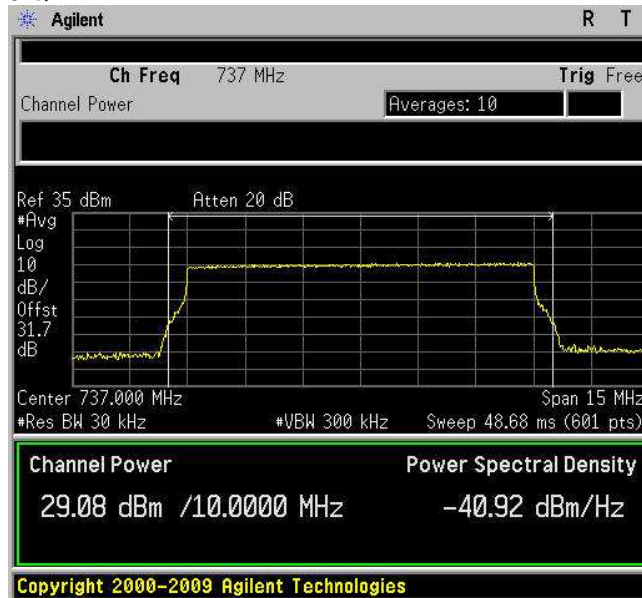 Agilent R T
Ch Freq 737 MHz Trig Free
Channel Power Averages: 10
Ref 35 dBm Atten 20 dB
#Avg
Log
10
dB/
Offst
31.7
dB
Center 737.000 MHz Span 15 MHz
#Res BW 30 kHz #VBW 300 kHz Sweep 48.68 ms (601 pts)
Channel Power Power Spectral Density
29.08 dBm /10.0000 MHz -40.92 dBm/Hz
Copyright 2000-2009 Agilent Technologies